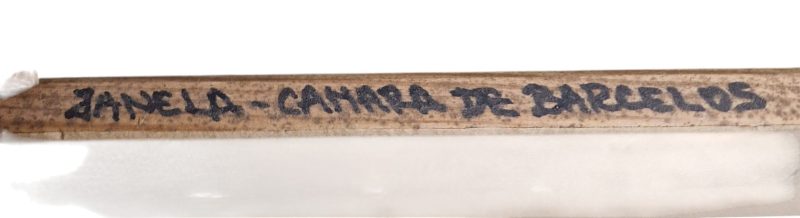 JANELA - CAMARA DE BARCELOS